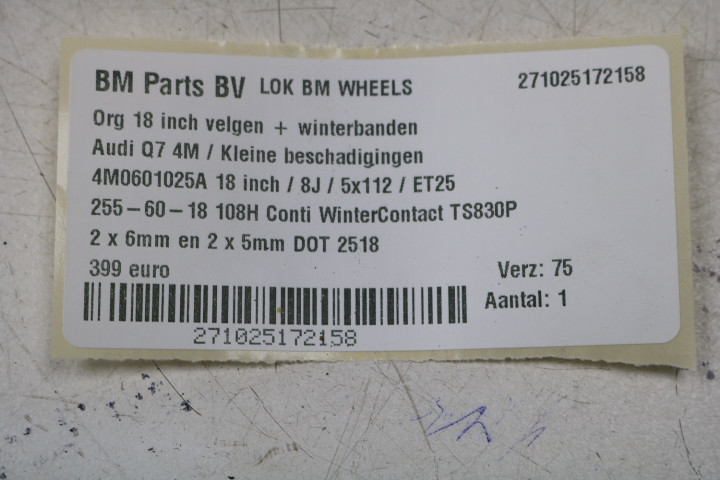 BM Parts BV LOK BM WHEELS 271025172158
Org 18 inch velgen + winterbanden
Audi Q7 4M / Kleine beschadigingen
4M0601025A 18 inch / 8J / 5x112 / ET25
255-60-18 108H Conti WinterContact TS830P
2 x 6mm en 2 x 5mm DOT 2518
399 euro Verz: 75
Aantal: 1
271025172158